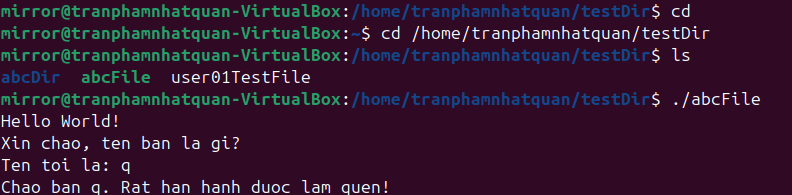 mirror@tranphamnhatquan-VirtualBox:/home/tranphamnhatquan/testDir$ cd
mirror@tranphamnhatquan-VirtualBox:~$ cd /home/tranphamnhatquan/testDir
mirror@tranphamnhatquan-VirtualBox:/home/tranphamnhatquan/testDir$ ls
abcDir  abcFile  user01TestFile
mirror@tranphamnhatquan-VirtualBox:/home/tranphamnhatquan/testDir$ ./abcFile
Hello World!
Xin chao, ten ban la gi?
Ten toi la: q
Chao ban q. Rat han hanh duoc lam quen!